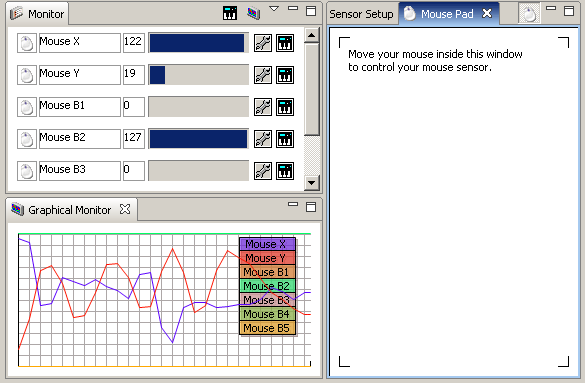 Monitor
Mouse X 122
Mouse Y 19
Mouse B1 0
Mouse B2 127
Mouse B3 0
Graphical Monitor
Mouse X
Mouse Y
Mouse B1
Mouse B2
Mouse B3
Mouse B4
Mouse B5
Sensor Setup Mouse Pad
Move your mouse inside this window
to control your mouse sensor.